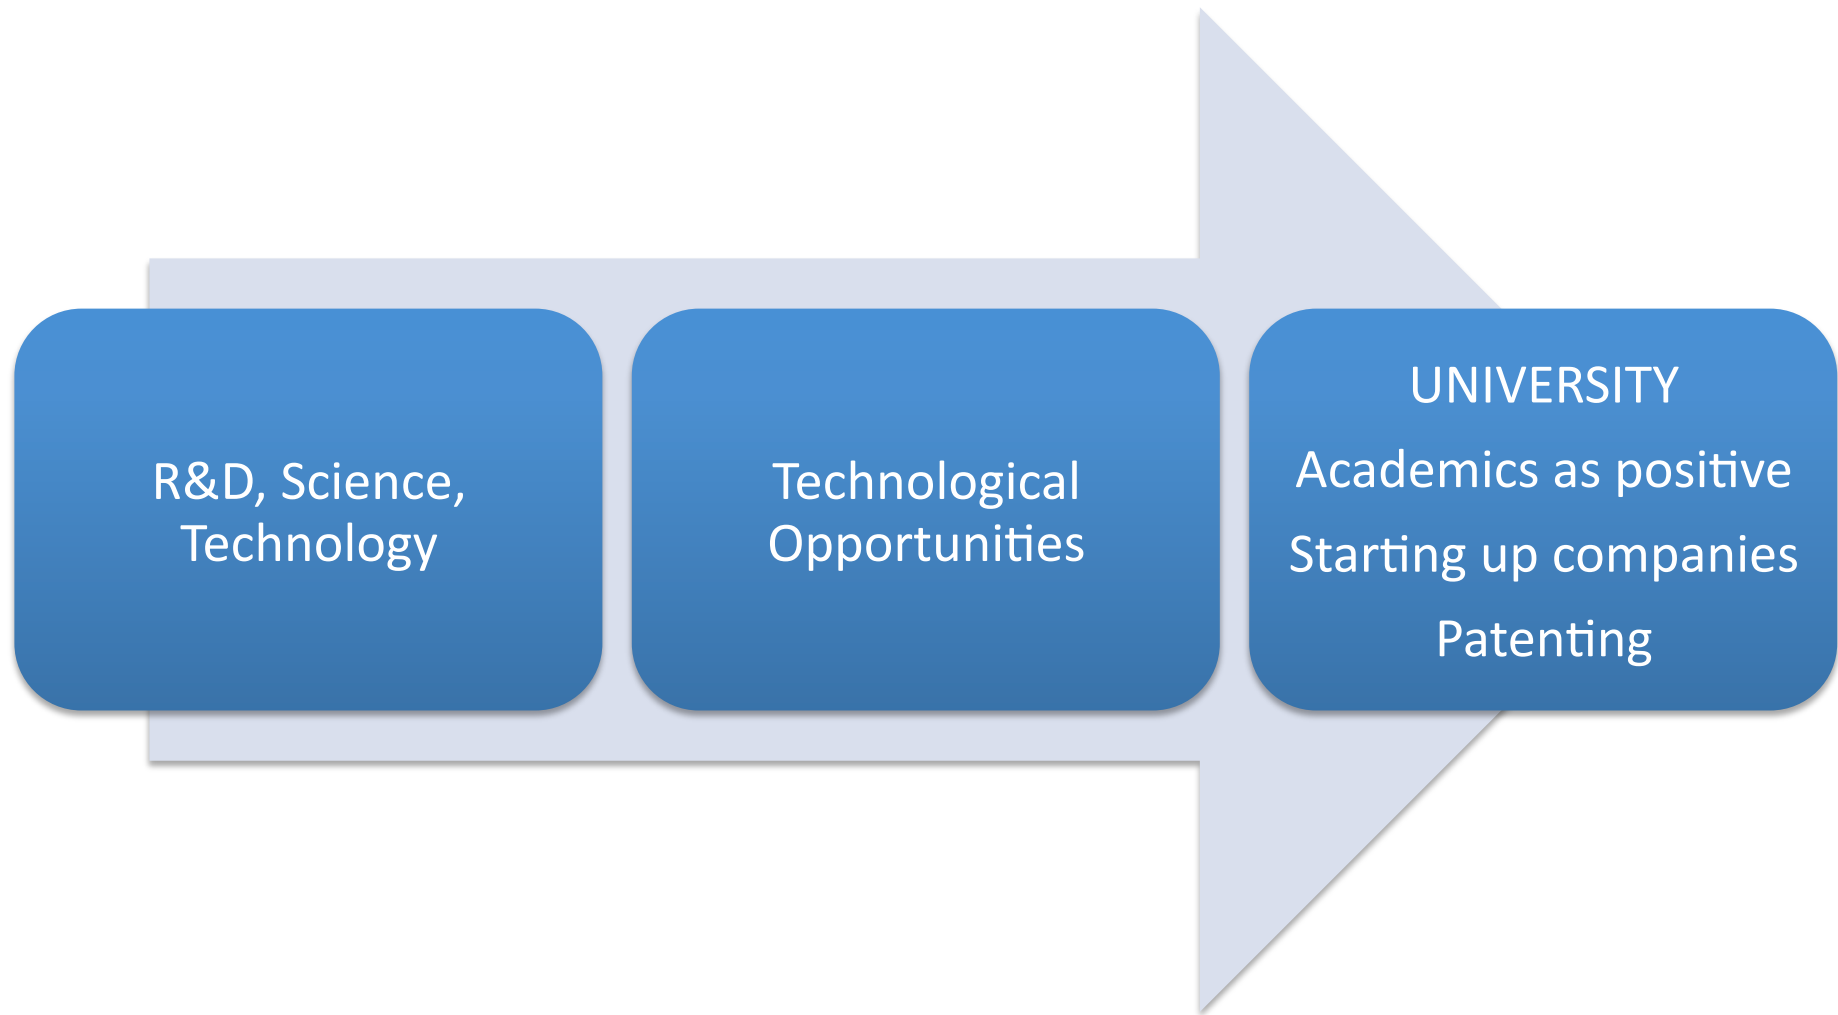 R&D, Science,
Technology
Technological
Opportunities
UNIVERSITY
Academics as positive
Starting up companies
Patenting